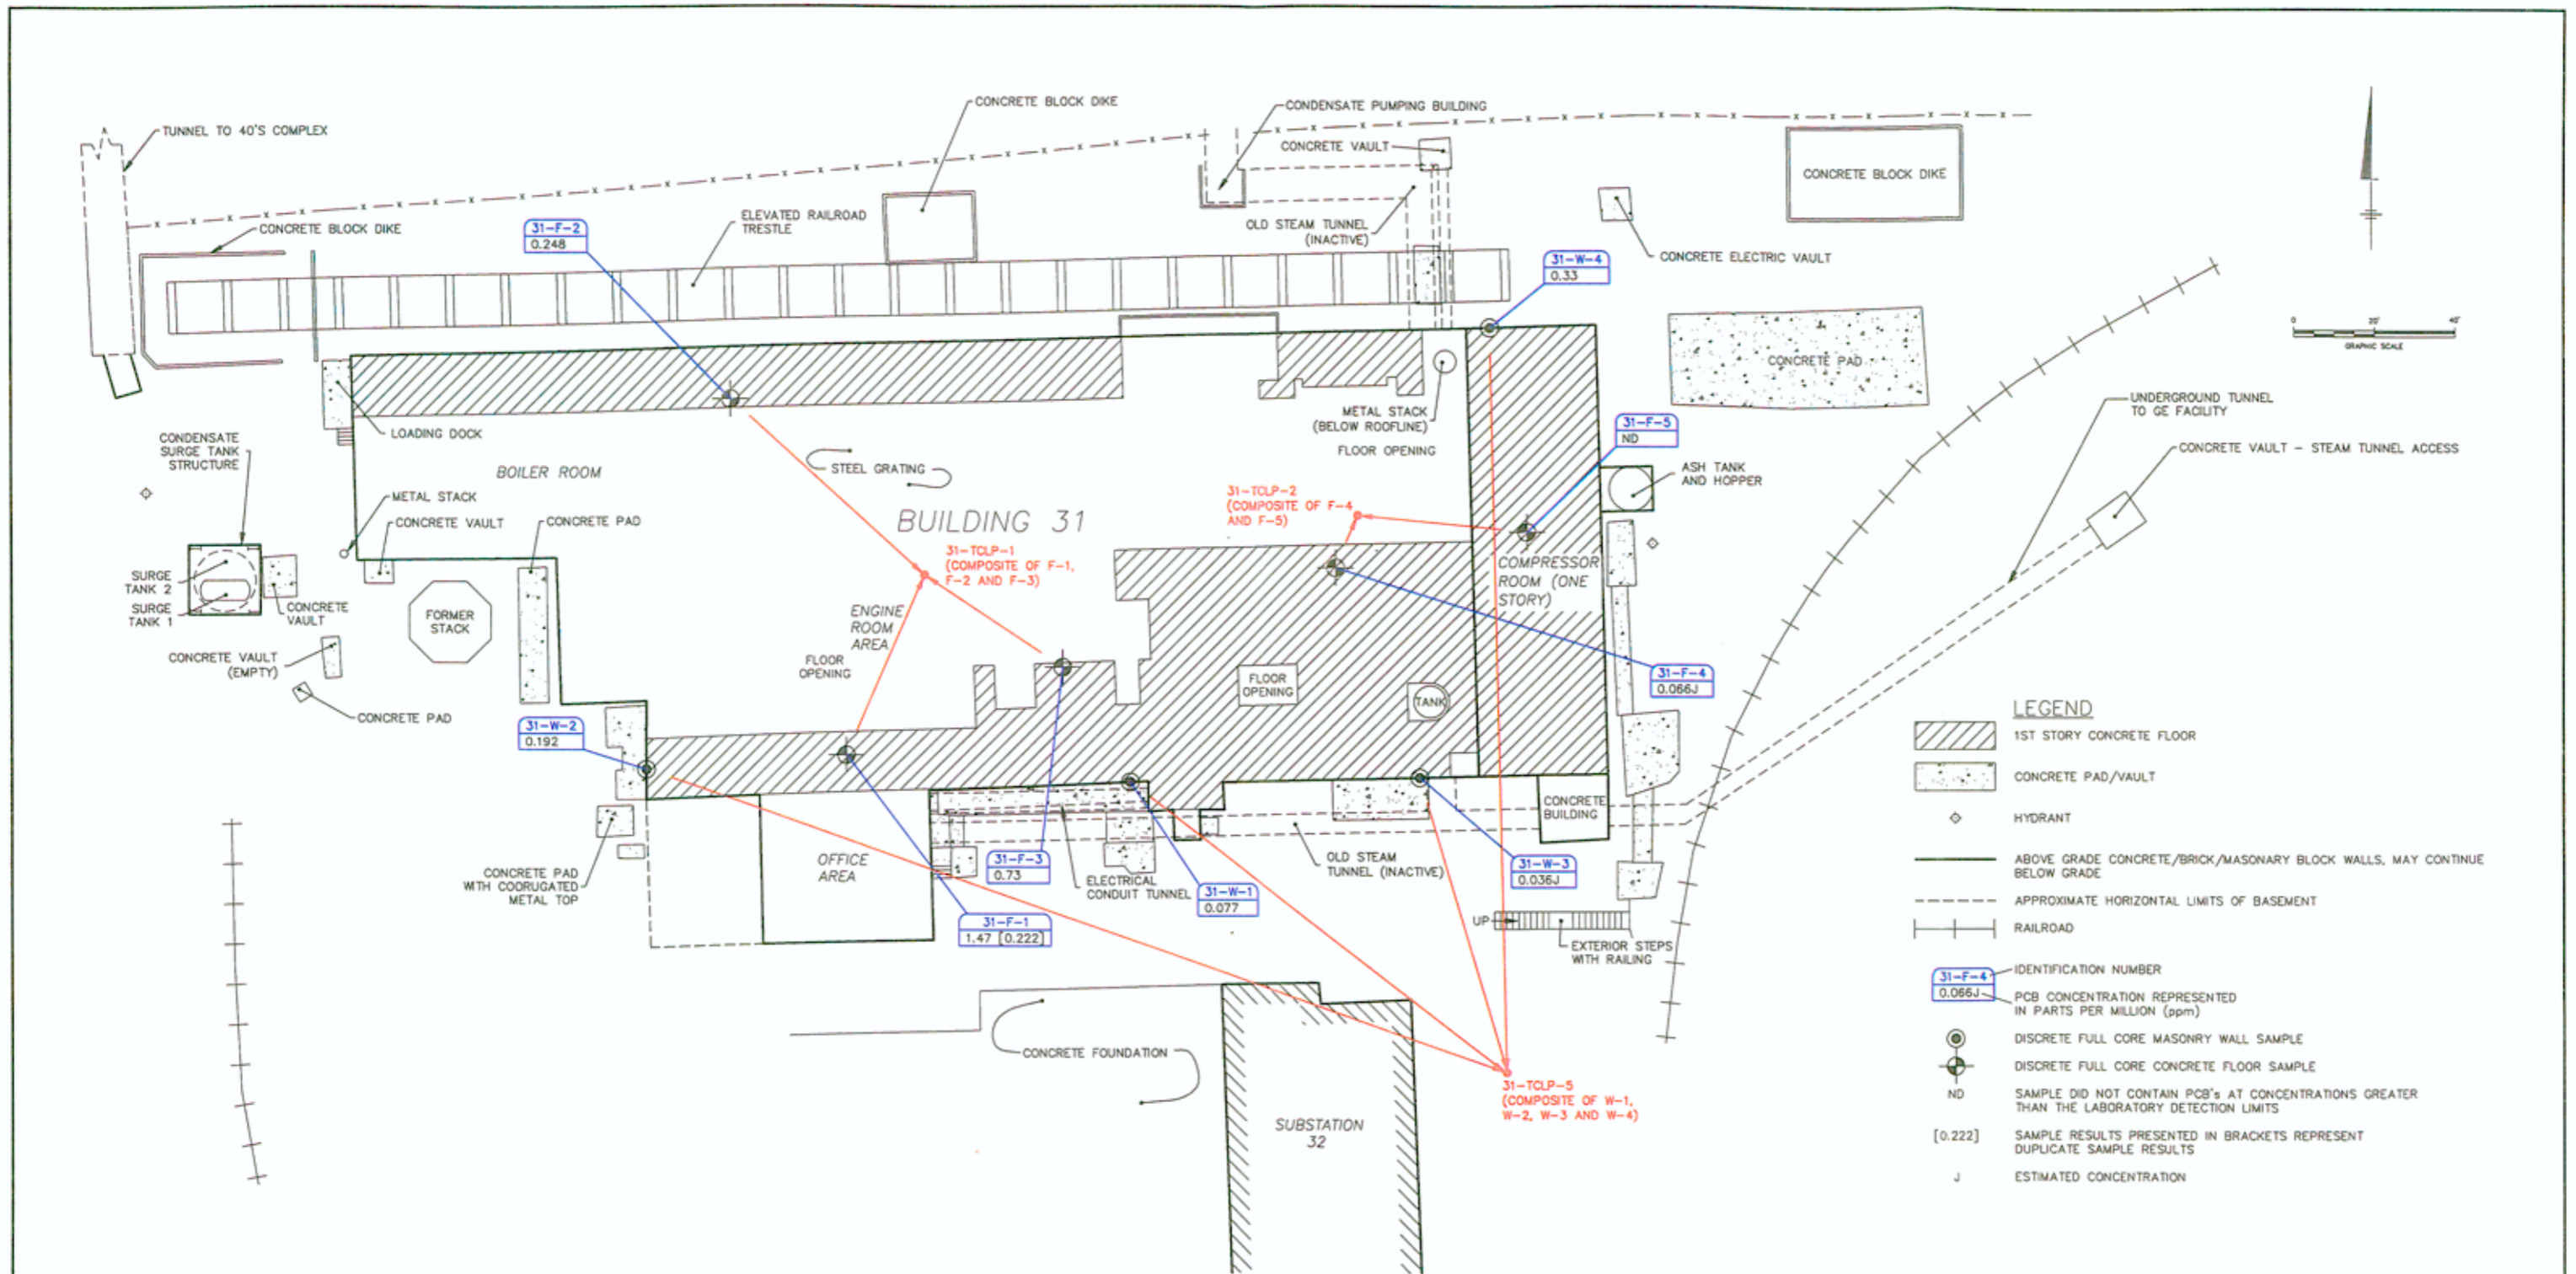 TUNNEL TO 40'S COMPLEX
CONCRETE BLOCK DIKE
CONDENSATE PUMPING BUILDING
CONCRETE VAULT
CONCRETE BLOCK DIKE
CONCRETE BLOCK DIKE
31-F-2
0.248
ELEVATED RAILROAD
TRESTLE
OLD STEAM TUNNEL
(INACTIVE)
31-W-4
0.33
CONCRETE ELECTRIC VAULT
0
20'
40'
GRAPHIC SCALE
CONCRETE PAD
LOADING DOCK
METAL STACK
(BELOW ROOFLINE)
FLOOR OPENING
31-F-5
ND
UNDERGROUND TUNNEL
TO GE FACILITY
CONCRETE VAULT - STEAM TUNNEL ACCESS
CONDENSATE
SURGE TANK
STRUCTURE
BOILER ROOM
STEEL GRATING
ASH TANK
AND HOPPER
METAL STACK
CONCRETE VAULT
CONCRETE PAD
BUILDING 31
31-TCLP-2
(COMPOSITE OF F-4
AND F-5)
31-TCLP-1
(COMPOSITE OF F-1,
F-2 AND F-3)
SURGE
TANK 2
SURGE
TANK 1
CONCRETE
VAULT
FORMER
STACK
COMPRESSOR
ROOM (ONE
STORY)
ENGINE
ROOM
AREA
FLOOR
OPENING
CONCRETE VAULT
(EMPTY)
CONCRETE PAD
FLOOR
OPENING
TANK
31-F-4
0.066J
31-W-2
0.192
CONCRETE
BUILDING
CONCRETE PAD
WITH COORUGATED
METAL TOP
OFFICE
AREA
31-F-3
0.73
ELECTRICAL
CONDUIT TUNNEL
31-W-1
0.077
OLD STEAM
TUNNEL (INACTIVE)
31-W-3
0.036J
31-F-1
1.47 [0.222]
UP
EXTERIOR STEPS
WITH RAILING
CONCRETE FOUNDATION
31-TCLP-5
(COMPOSITE OF W-1,
W-2, W-3 AND W-4)
SUBSTATION
32
LEGEND
1ST STORY CONCRETE FLOOR
CONCRETE PAD/VAULT
HYDRANT
ABOVE GRADE CONCRETE/BRICK/MASONARY BLOCK WALLS, MAY CONTINUE
BELOW GRADE
APPROXIMATE HORIZONTAL LIMITS OF BASEMENT
RAILROAD
31-F-4
IDENTIFICATION NUMBER
0.066J
PCB CONCENTRATION REPRESENTED
IN PARTS PER MILLION (ppm)
DISCRETE FULL CORE MASONRY WALL SAMPLE
DISCRETE FULL CORE CONCRETE FLOOR SAMPLE
ND
SAMPLE DID NOT CONTAIN PCB's AT CONCENTRATIONS GREATER
THAN THE LABORATORY DETECTION LIMITS
[0.222]
SAMPLE RESULTS PRESENTED IN BRACKETS REPRESENT
DUPLICATE SAMPLE RESULTS
J
ESTIMATED CONCENTRATION